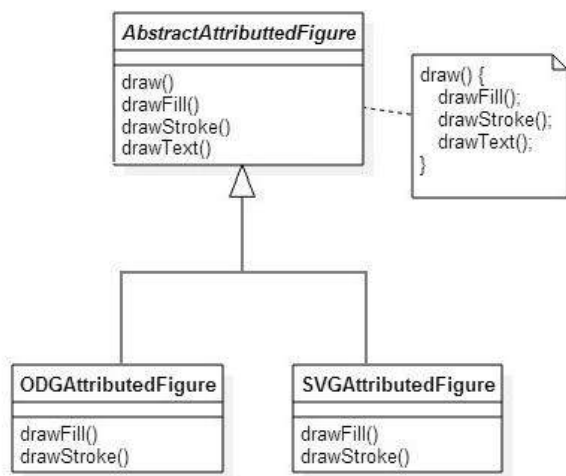 AbstractAttributtedFigure
draw()
drawFill()
drawStroke()
drawText()
draw() {
drawFill();
drawStroke();
drawText();
}
ODGAttributedFigure
drawFill()
drawStroke()
SVGAttributedFigure
drawFill()
drawStroke()